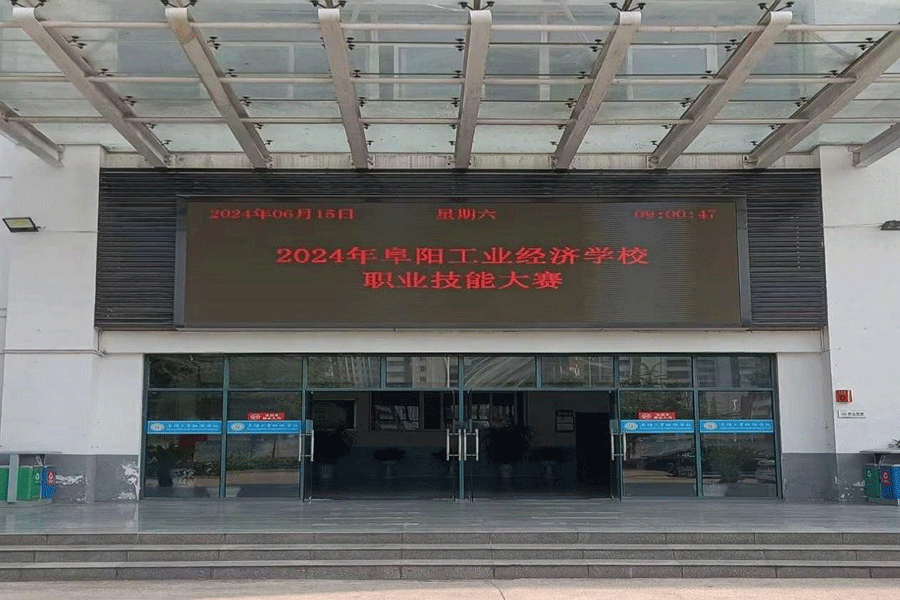 2024年06月15日 星期六 09:00:47
2024年阜阳工业经济学校
职业技能大赛